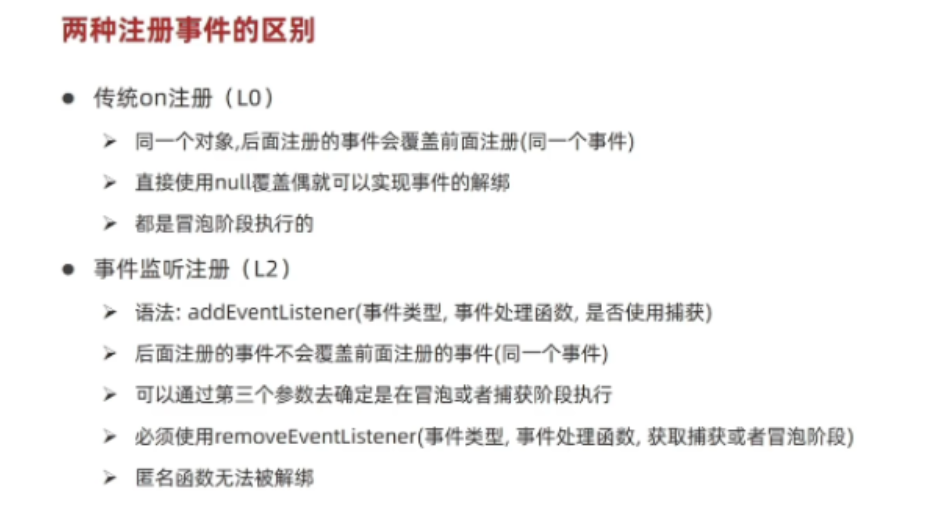 两种注册事件的区别
● 传统on注册（L0）
➢ 同一个对象,后面注册的事件会覆盖前面注册(同一个事件)
➢ 直接使用null覆盖偶就可以实现事件的解绑
➢ 都是冒泡阶段执行的
● 事件监听注册（L2）
➢ 语法: addEventListener(事件类型, 事件处理函数, 是否使用捕获)
➢ 后面注册的事件不会覆盖前面注册的事件(同一个事件)
➢ 可以通过第三个参数去确定是在冒泡或者捕获阶段执行
➢ 必须使用removeEventListener(事件类型, 事件处理函数, 获取捕获或者冒泡阶段)
➢ 匿名函数无法被解绑